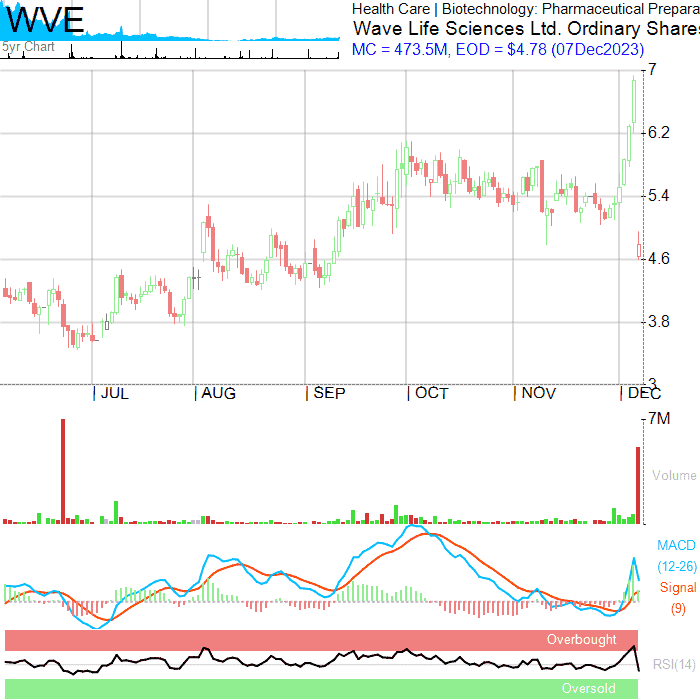 WVE
5yr Chart
Health Care | Biotechnology: Pharmaceutical Prepara
Wave Life Sciences Ltd. Ordinary Shares
MC = 473.5M, EOD = $4.78 (07Dec2023)
7
6.2
5.4
4.6
3.8
3
JUL AUG SEP OCT NOV DEC
7M
Volume
MACD
(12-26)
Signal
(9)
Overbought
RSI(14)
Oversold